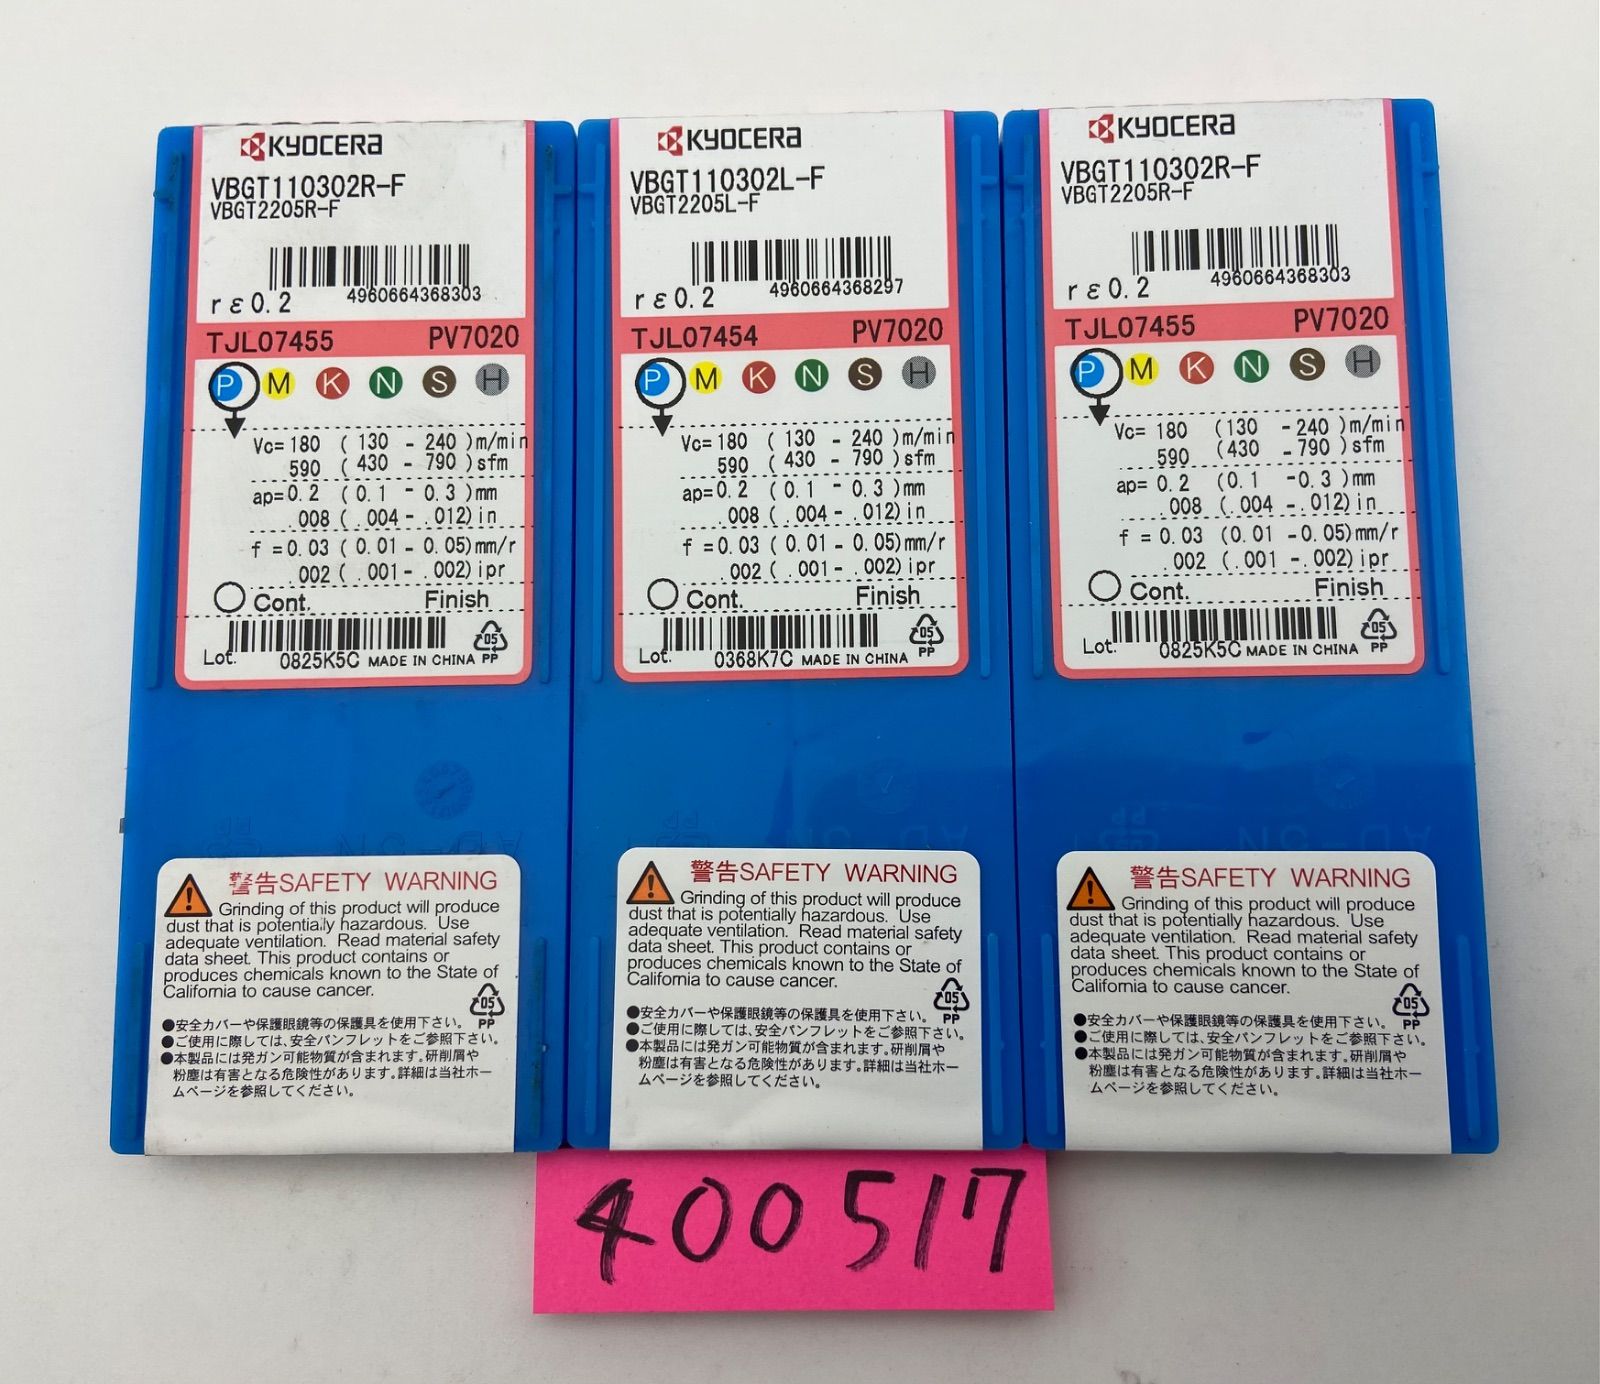 KYOCERA
VBGT110302R-F
VBGT2205R-F
4960664368303
rε0.2
TJL07455 PV7020
P M K N S H
Vc= 180 ( 130 - 240 )m/min
590 ( 430 - 790 )sfm
ap= 0.2 ( 0.1 - 0.3 )mm
.008 ( .004 - .012)in
f = 0.03 ( 0.01 - 0.05)mm/r
.002 ( .001 - .002)ipr
Cont. Finish
05
Lot. 0825K5C MADE IN CHINA PP
警告SAFETY WARNING
Grinding of this product will produce
dust that is potentially hazardous. Use
adequate ventilation. Read material safety
data sheet. This product contains or
produces chemicals known to the State of
California to cause cancer.
05
PP
●安全カバーや保護眼鏡等の保護具を使用下さい。
●ご使用に際しては、安全パンフレットをご参照下さい。
●本製品には発ガン可能物質が含まれます。研削屑や
粉塵は有害となる危険性があります。詳細は当社ホー
ムページを参照してください。
KYOCERA
VBGT110302L-F
VBGT2205L-F
4960664368297
rε0.2
TJL07454 PV7020
P M K N S H
Vc= 180 ( 130 - 240 )m/min
590 ( 430 - 790 )sfm
ap= 0.2 ( 0.1 - 0.3 )mm
.008 ( .004 - .012)in
f = 0.03 ( 0.01 - 0.05)mm/r
.002 ( .001 - .002)ipr
Cont. Finish
05
Lot. 0368K7C MADE IN CHINA PP
警告SAFETY WARNING
Grinding of this product will produce
dust that is potentially hazardous. Use
adequate ventilation. Read material safety
data sheet. This product contains or
produces chemicals known to the State of
California to cause cancer.
05
PP
●安全カバーや保護眼鏡等の保護具を使用下さい。
●ご使用に際しては、安全パンフレットをご参照下さい。
●本製品には発ガン可能物質が含まれます。研削屑や
粉塵は有害となる危険性があります。詳細は当社ホー
ムページを参照してください。
KYOCERA
VBGT110302R-F
VBGT2205R-F
4960664368303
rε0.2
TJL07455 PV7020
P M K N S H
Vc= 180 (130 - 240 )m/min
590 (430 - 790 )sfm
ap= 0.2 (0.1 - 0.3 )mm
.008 (.004 - .012)in
f = 0.03 (0.01 - 0.05)mm/r
.002 (.001 - .002)ipr
Cont. Finish
05
Lot. 0825K5C MADE IN CHINA PP
警告SAFETY WARNING
Grinding of this product will produce
dust that is potentially hazardous. Use
adequate ventilation. Read material safety
data sheet. This product contains or
produces chemicals known to the State of
California to cause cancer.
05
PP
●安全カバーや保護眼鏡等の保護具を使用下さい。
●ご使用に際しては、安全パンフレットをご参照下さい。
●本製品には発ガン可能物質が含まれます。研削屑や
粉塵は有害となる危険性があります。詳細は当社ホー
ムページを参照してください。
400517